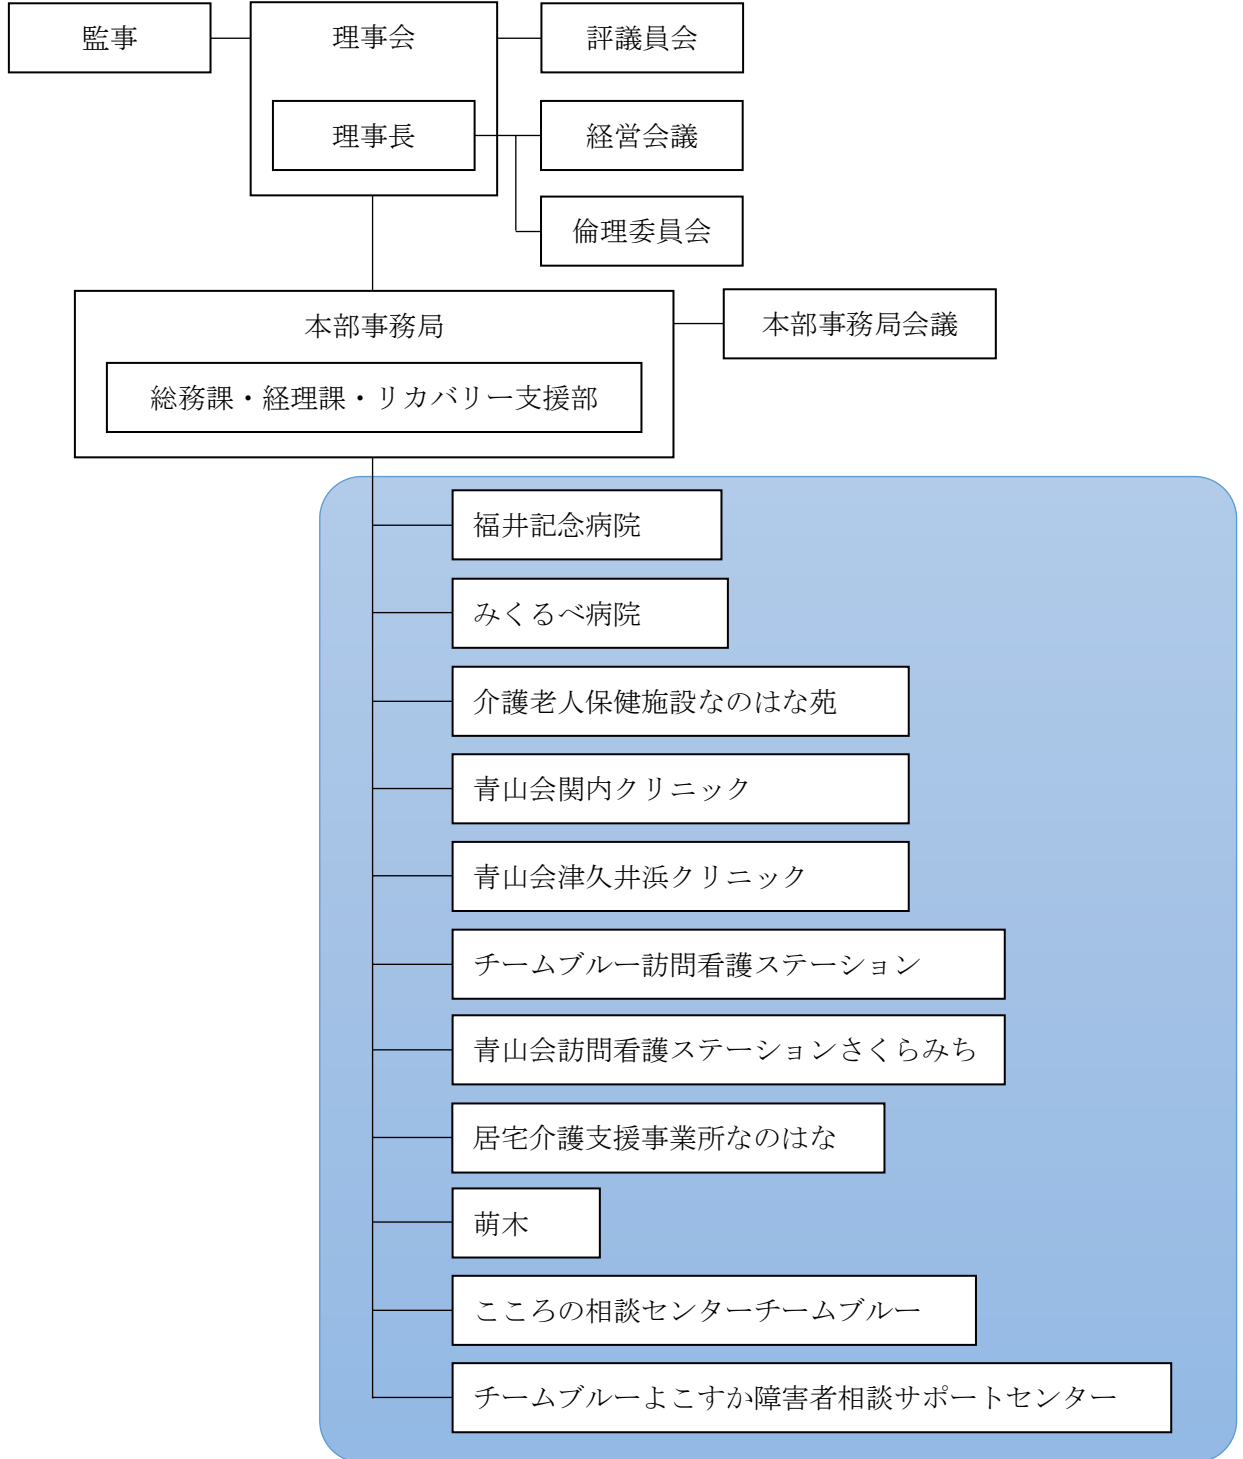 監事
理事会
評議員会
理事長
経営会議
倫理委員会
本部事務局
本部事務局会議
総務課・経理課・リカバリー支援部
福井記念病院
みくるべ病院
介護老人保健施設なのはな苑
青山会関内クリニック
青山会津久井浜クリニック
チームブルー訪問看護ステーション
青山会訪問看護ステーションさくらみち
居宅介護支援事業所なのはな
萌木
こころの相談センターチームブルー
チームブルーよこすか障害者相談サポートセンター